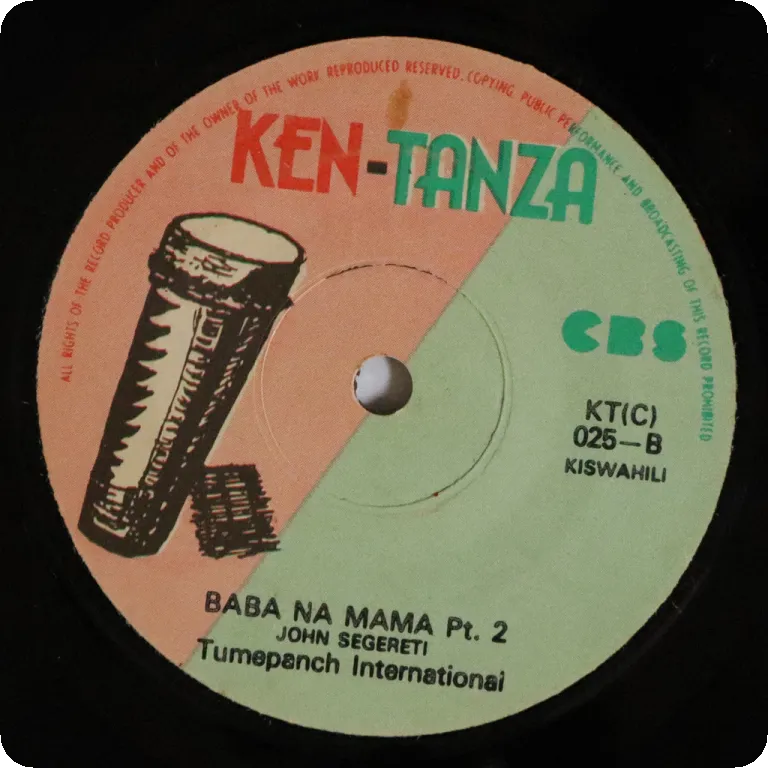 ALL RIGHTS OF THE RECORD PRODUCER AND OF THE OWNER OF THE WORK REPRODUCED RESERVED. COPYING, PUBLIC PERFORMANCE AND BROADCASTING OF THIS RECORD PROHIBITED
KEN-TANZA
CBS
KT(C)
025-B
KISWAHILI
BABA NA MAMA Pt. 2
JOHN SEGERETI
Tumepanch International